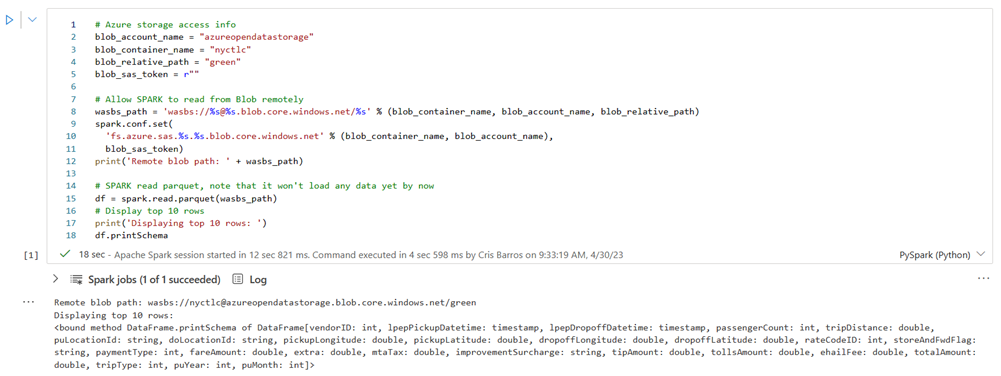 1 # Azure storage access info
2 blob_account_name = "azureopendatastorage"
3 blob_container_name = "nyctlc"
4 blob_relative_path = "green"
5 blob_sas_token = r""
6
7 # Allow SPARK to read from Blob remotely
8 wasbs_path = 'wasbs://%s@%s.blob.core.windows.net/%s' % (blob_container_name, blob_account_name, blob_relative_path)
9 spark.conf.set(
10 'fs.azure.sas.%s.%s.blob.core.windows.net' % (blob_container_name, blob_account_name),
11 blob_sas_token)
12 print('Remote blob path: ' + wasbs_path)
13
14 # SPARK read parquet, note that it won't load any data yet by now
15 df = spark.read.parquet(wasbs_path)
16 # Display top 10 rows
17 print('Displaying top 10 rows: ')
18 df.printSchema
[1] 18 sec - Apache Spark session started in 12 sec 821 ms. Command executed in 4 sec 598 ms by Cris Barros on 9:33:19 AM, 4/30/23 PySpark (Python)
Spark jobs (1 of 1 succeeded) Log
Remote blob path: wasbs://nyctlc@azureopendatastorage.blob.core.windows.net/green
Displaying top 10 rows:
<bound method DataFrame.printSchema of DataFrame[vendorID: int, lpepPickupDatetime: timestamp, lpepDropoffDatetime: timestamp, passengerCount: int, tripDistance: double,
puLocationId: string, doLocationId: string, pickupLongitude: double, pickupLatitude: double, dropoffLongitude: double, dropoffLatitude: double, rateCodeID: int, storeAndFwdFlag:
string, paymentType: int, fareAmount: double, extra: double, mtaTax: double, improvementSurcharge: string, tipAmount: double, tollsAmount: double, ehailFee: double, totalAmount:
double, tripType: int, puYear: int, puMonth: int]>